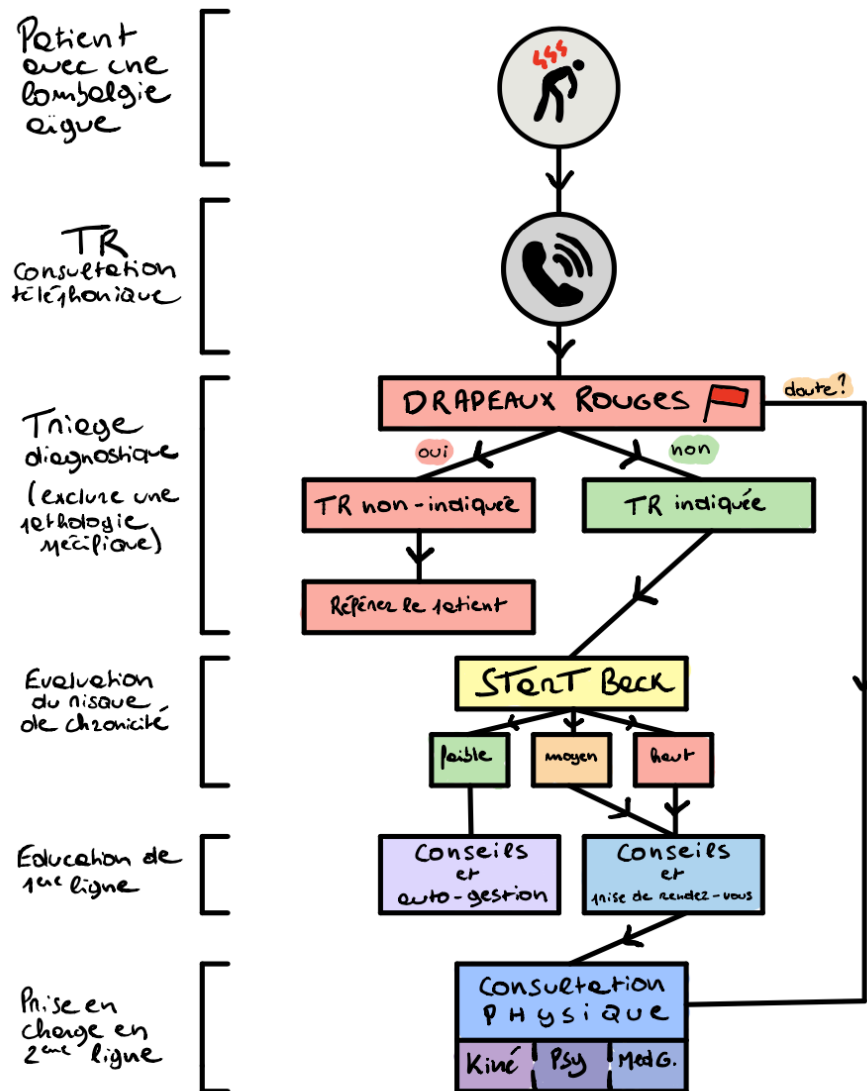 Patient
avec une
lombalgie
aigue
TR
Consultation
téléphonique
DRAPEAUX ROUGES
doute?
Triage
diagnostique
(exclure une
pathologie
spécifique)
oui
non
TR non-indiquée
TR indiquée
Référez le patient
Evaluation
du risque
de chronicité
START BACK
faible
moyen
haut
Education de
1ère ligne
Conseils
et
auto-gestion
Conseils
et
prise de rendez-vous
Prise en
charge en
2ème ligne
Consultation
PHysique
Kiné
Psy
Med G.